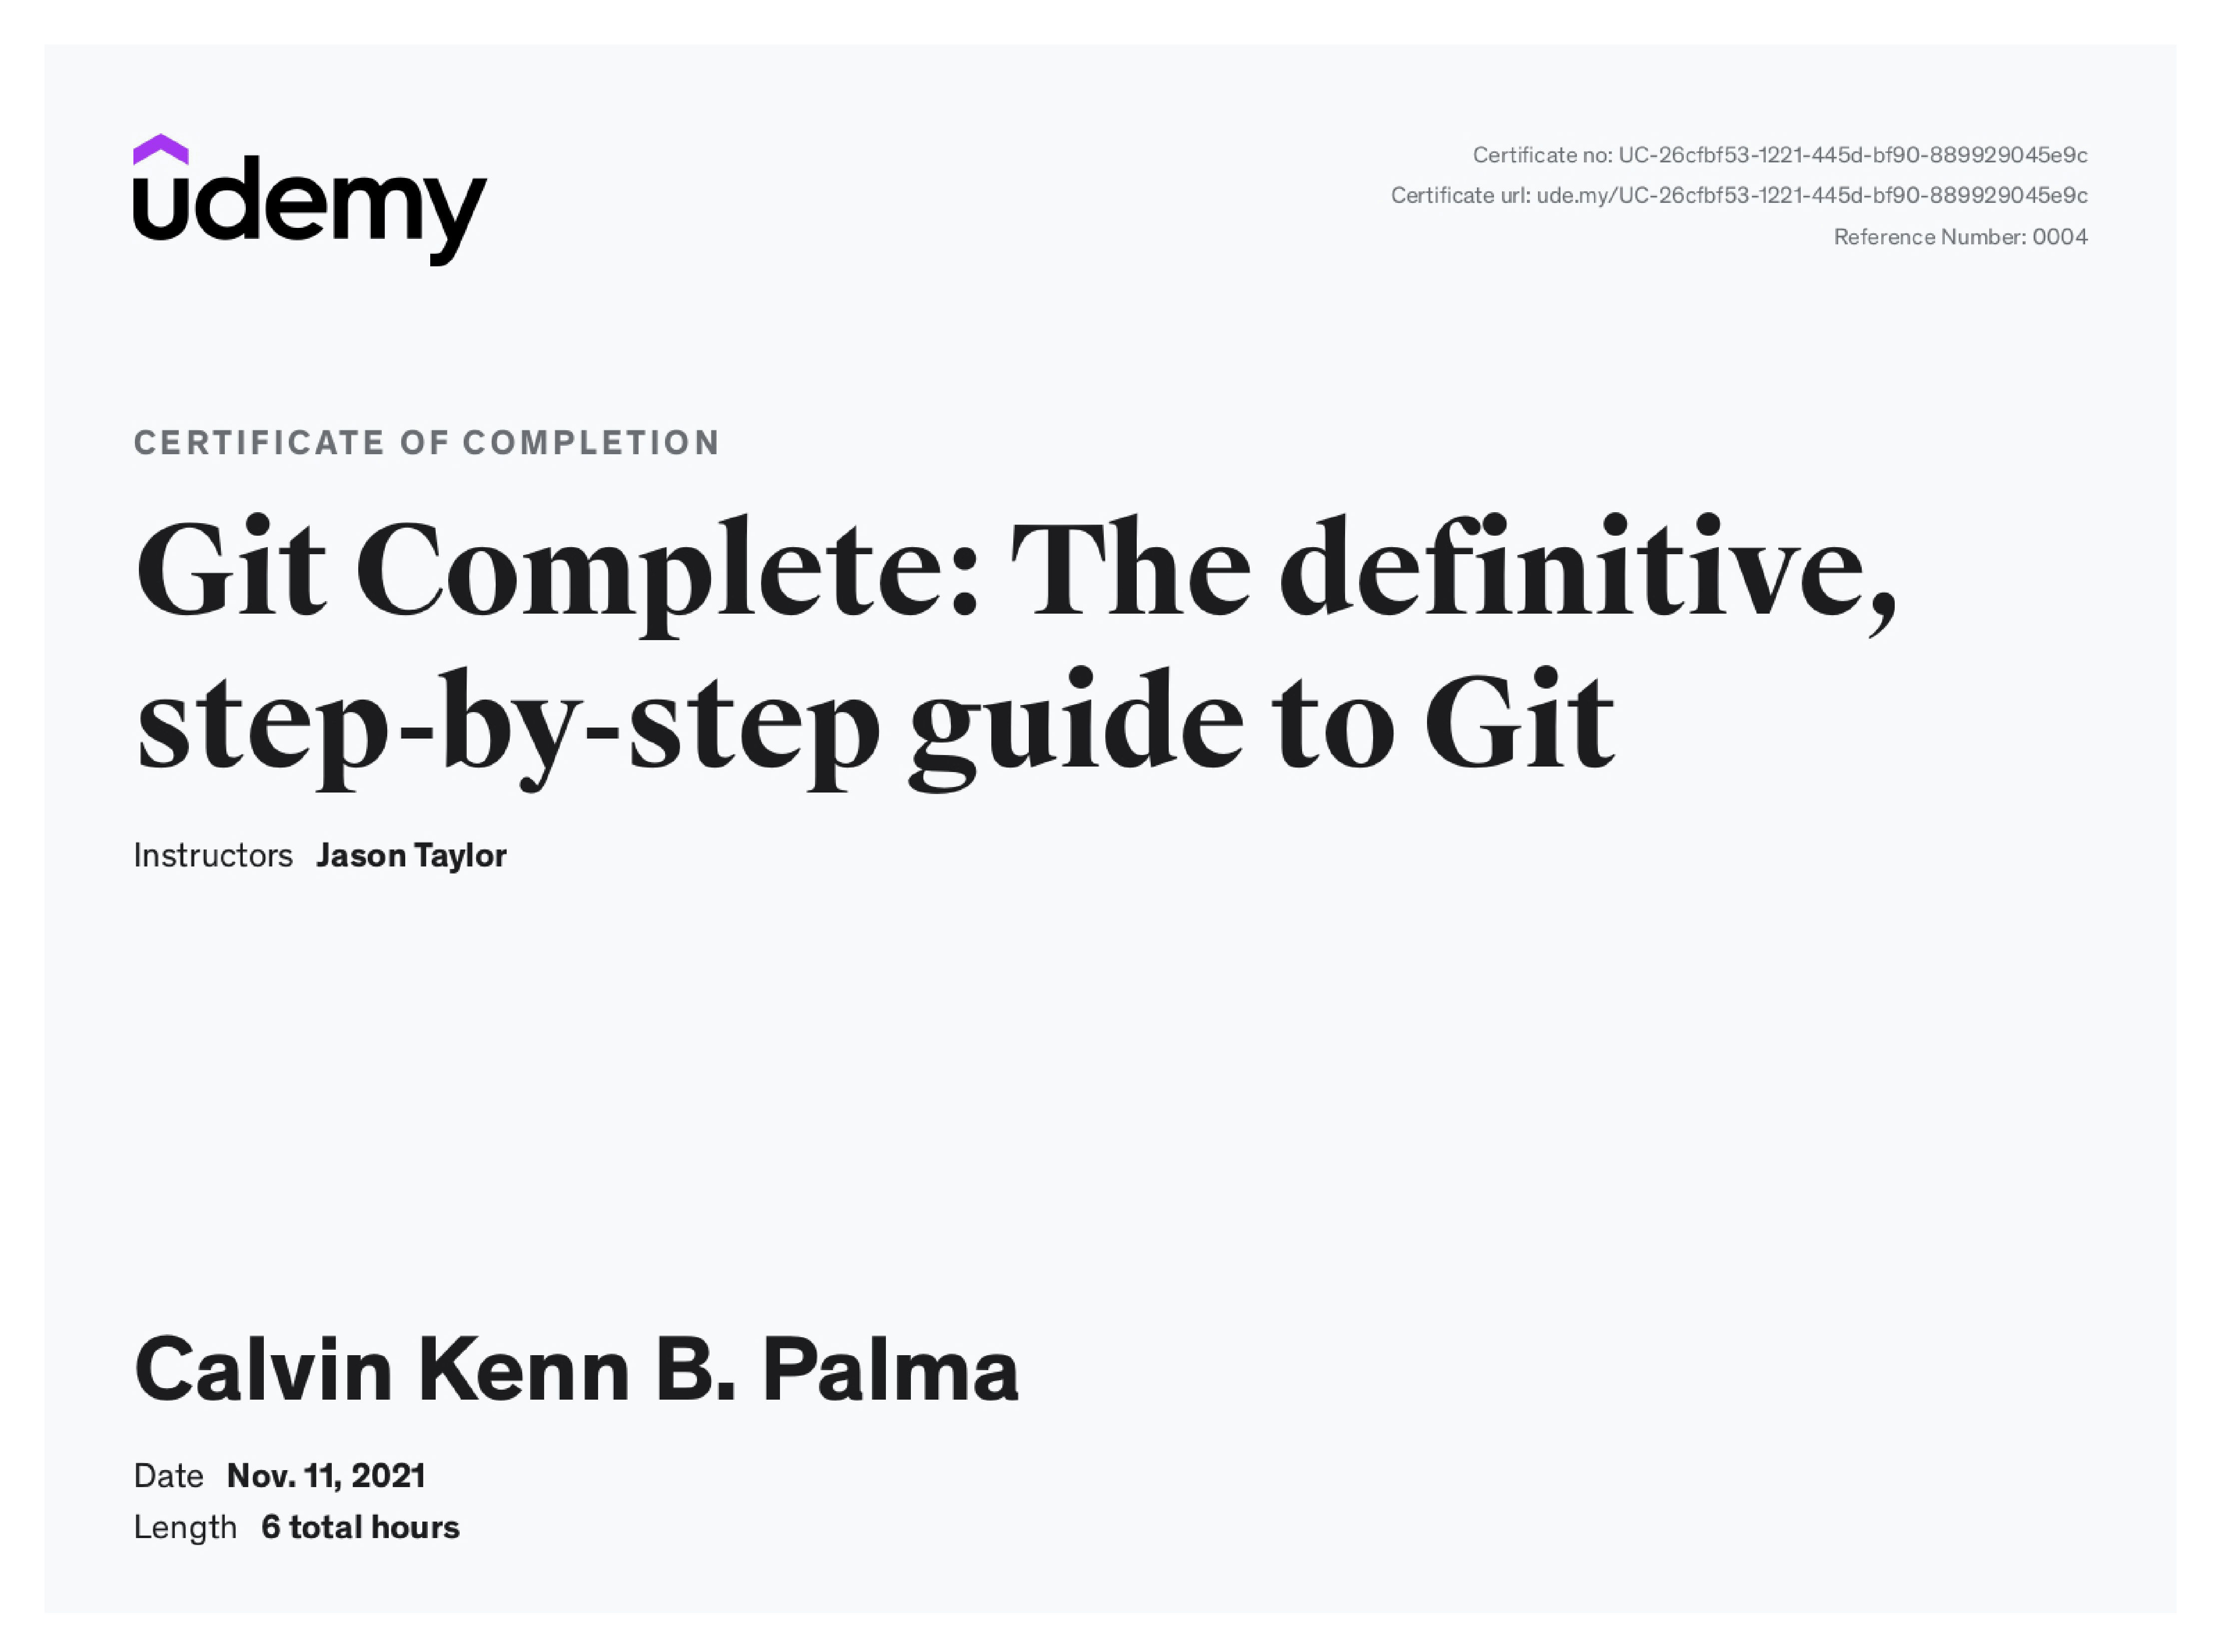 udemy
Certificate no: UC-26cfbf53-1221-445d-bf90-889929045e9c
Certificate url: ude.my/UC-26cfbf53-1221-445d-bf90-889929045e9c
Reference Number: 0004
CERTIFICATE OF COMPLETION
Git Complete: The definitive,
step-by-step guide to Git
Instructors Jason Taylor
Calvin Kenn B. Palma
Date Nov. 11, 2021
Length 6 total hours